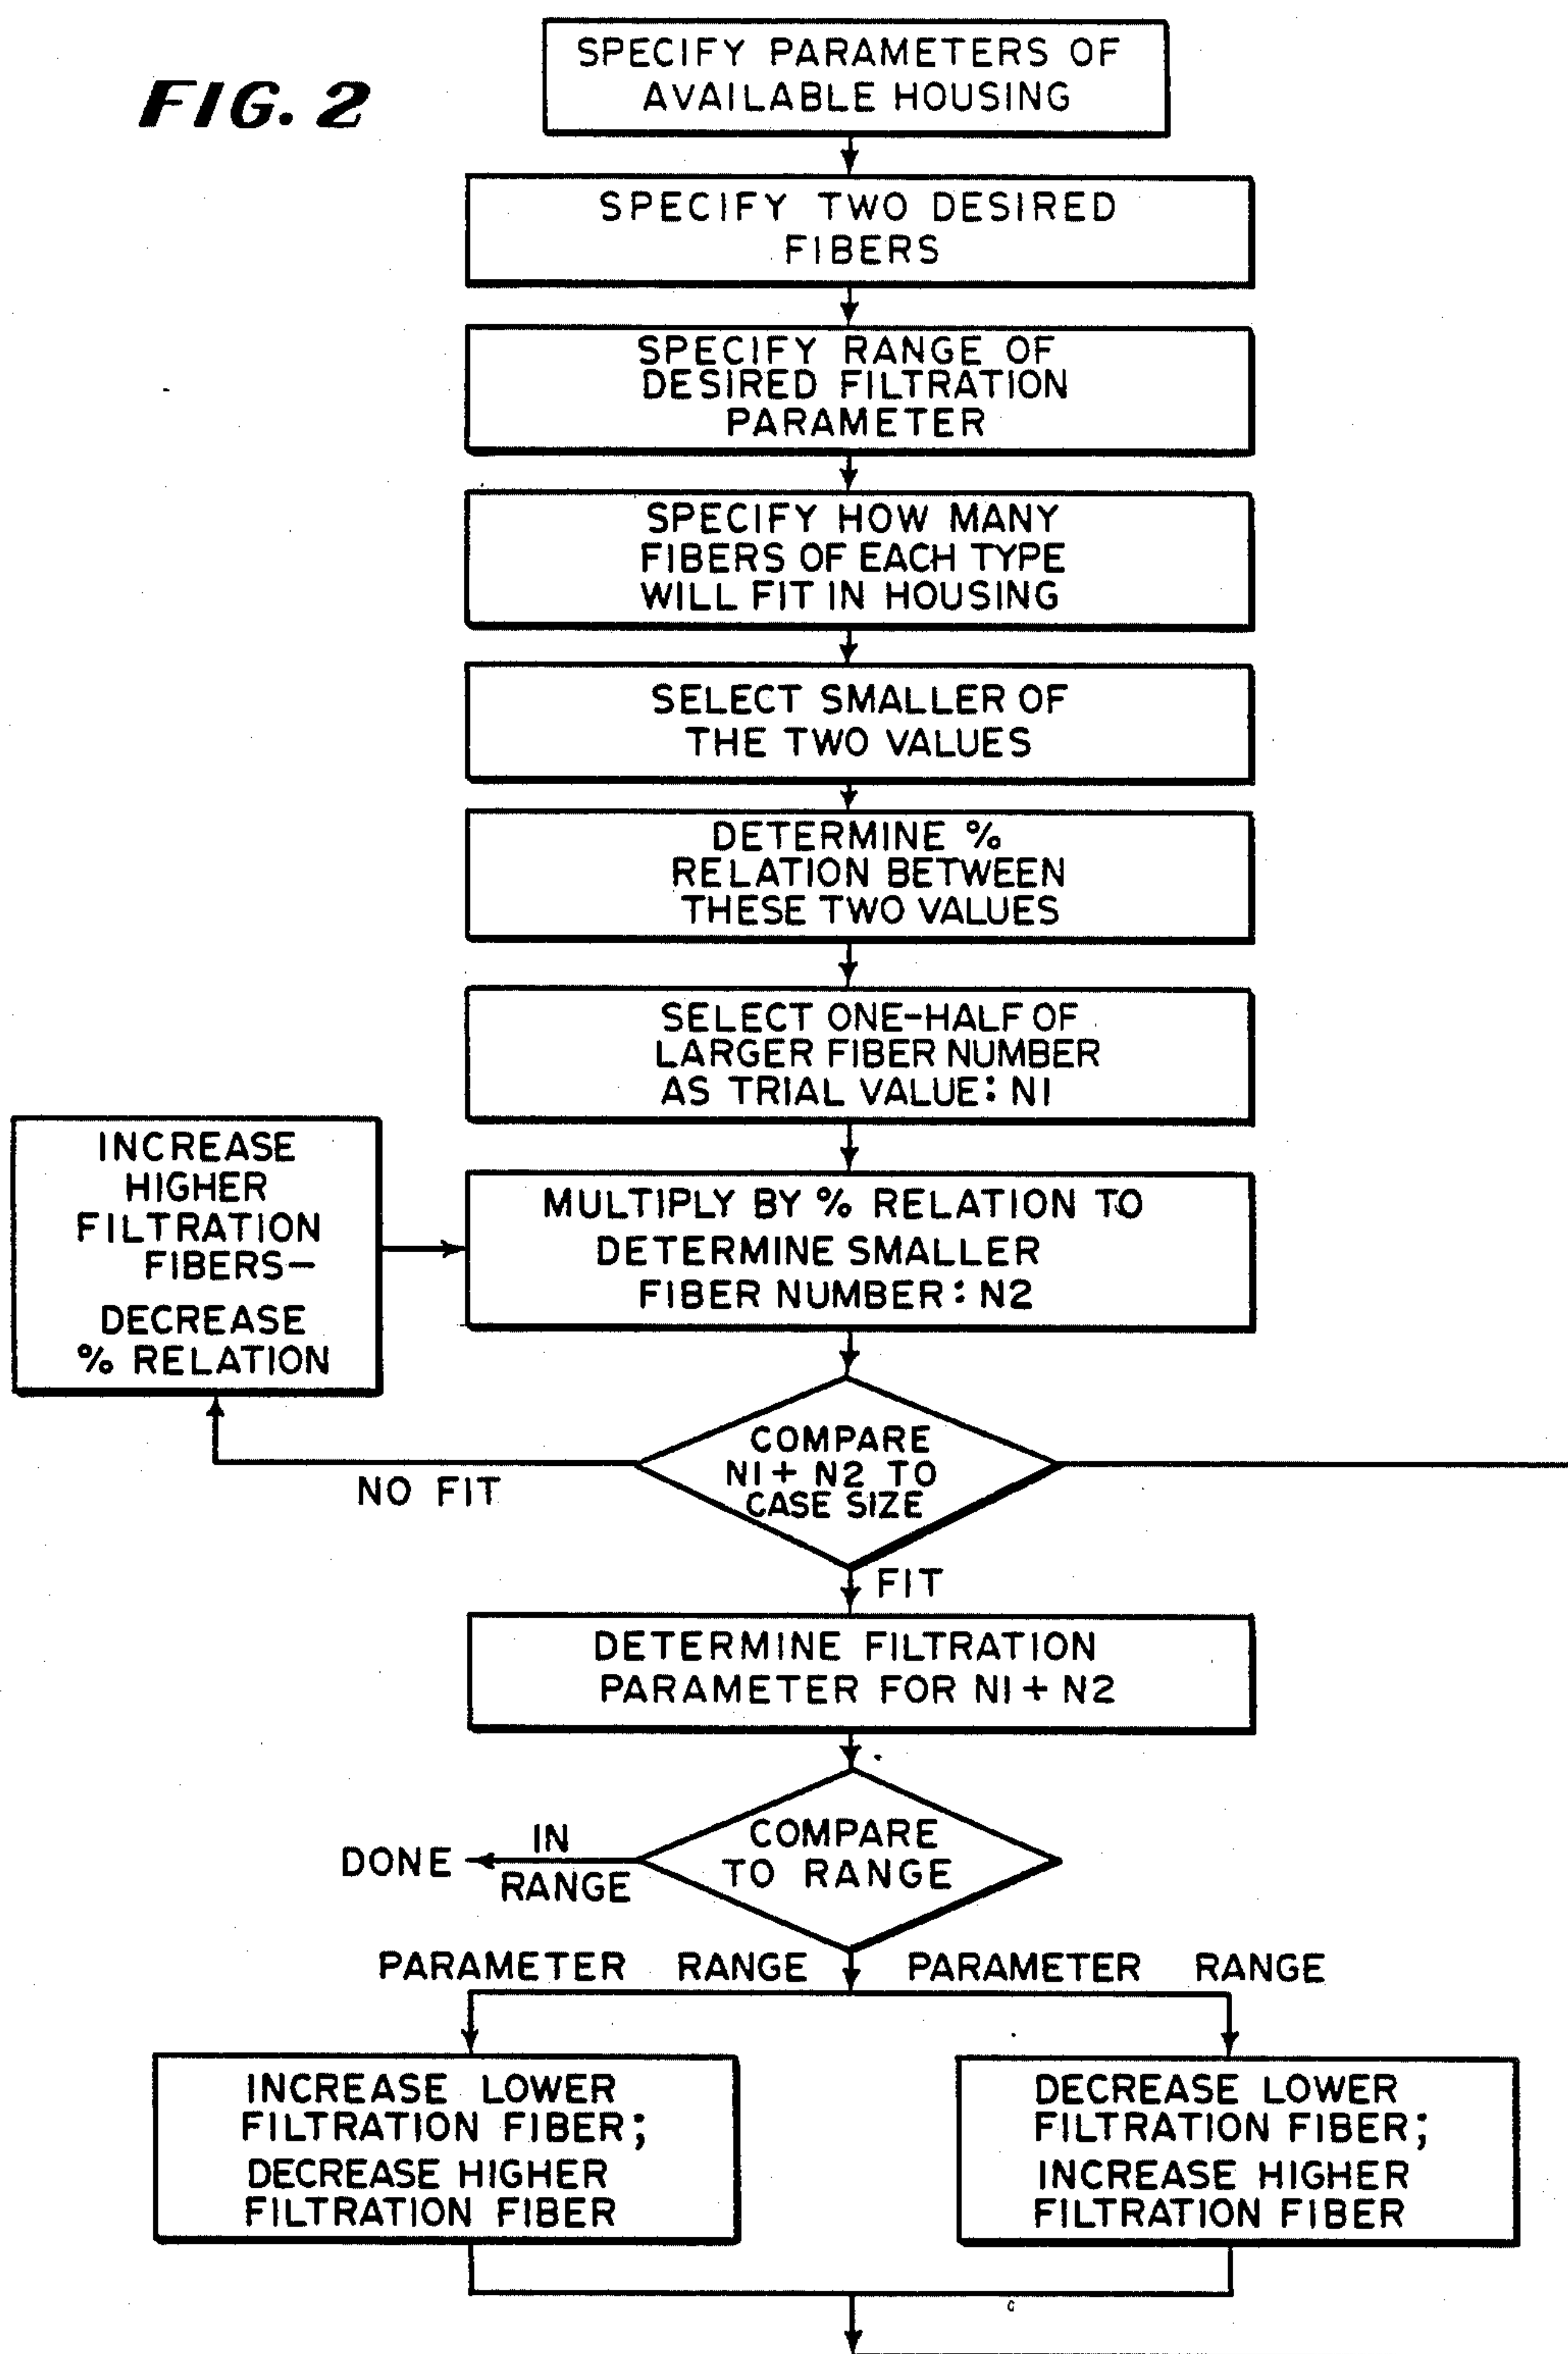 FIG. 2
SPECIFY PARAMETERS OF
AVAILABLE HOUSING
SPECIFY TWO DESIRED
FIBERS
SPECIFY RANGE OF
DESIRED FILTRATION
PARAMETER
SPECIFY HOW MANY
FIBERS OF EACH TYPE
WILL FIT IN HOUSING
SELECT SMALLER OF
THE TWO VALUES
DETERMINE %
RELATION BETWEEN
THESE TWO VALUES
SELECT ONE-HALF OF
LARGER FIBER NUMBER
AS TRIAL VALUE: N1
INCREASE
HIGHER
FILTRATION
FIBERS—
DECREASE
% RELATION
MULTIPLY BY % RELATION TO
DETERMINE SMALLER
FIBER NUMBER: N2
COMPARE
N1 + N2 TO
CASE SIZE
NO FIT
FIT
DETERMINE FILTRATION
PARAMETER FOR N1 + N2
COMPARE
TO RANGE
DONE
IN
RANGE
PARAMETER RANGE
PARAMETER RANGE
INCREASE LOWER
FILTRATION FIBER;
DECREASE HIGHER
FILTRATION FIBER
DECREASE LOWER
FILTRATION FIBER;
INCREASE HIGHER
FILTRATION FIBER